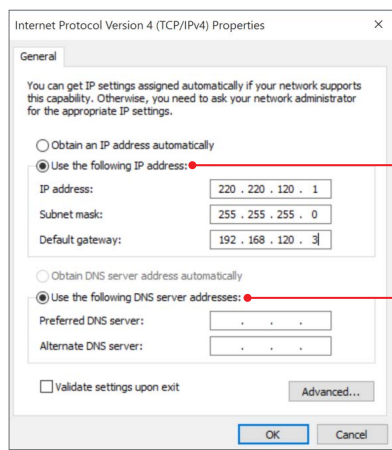 Internet Protocol Version 4 (TCP/IPv4) Properties
General
You can get IP settings assigned automatically if your network supports
this capability. Otherwise, you need to ask your network administrator
for the appropriate IP settings.
Obtain an IP address automatically
Use the following IP address:
IP address: 220 . 220 . 120 . 1
Subnet mask: 255 . 255 . 255 . 0
Default gateway: 192 . 168 . 120 . 3
Obtain DNS server address automatically
Use the following DNS server addresses:
Preferred DNS server: . . .
Alternate DNS server: . . .
Validate settings upon exit
Advanced...
OK Cancel